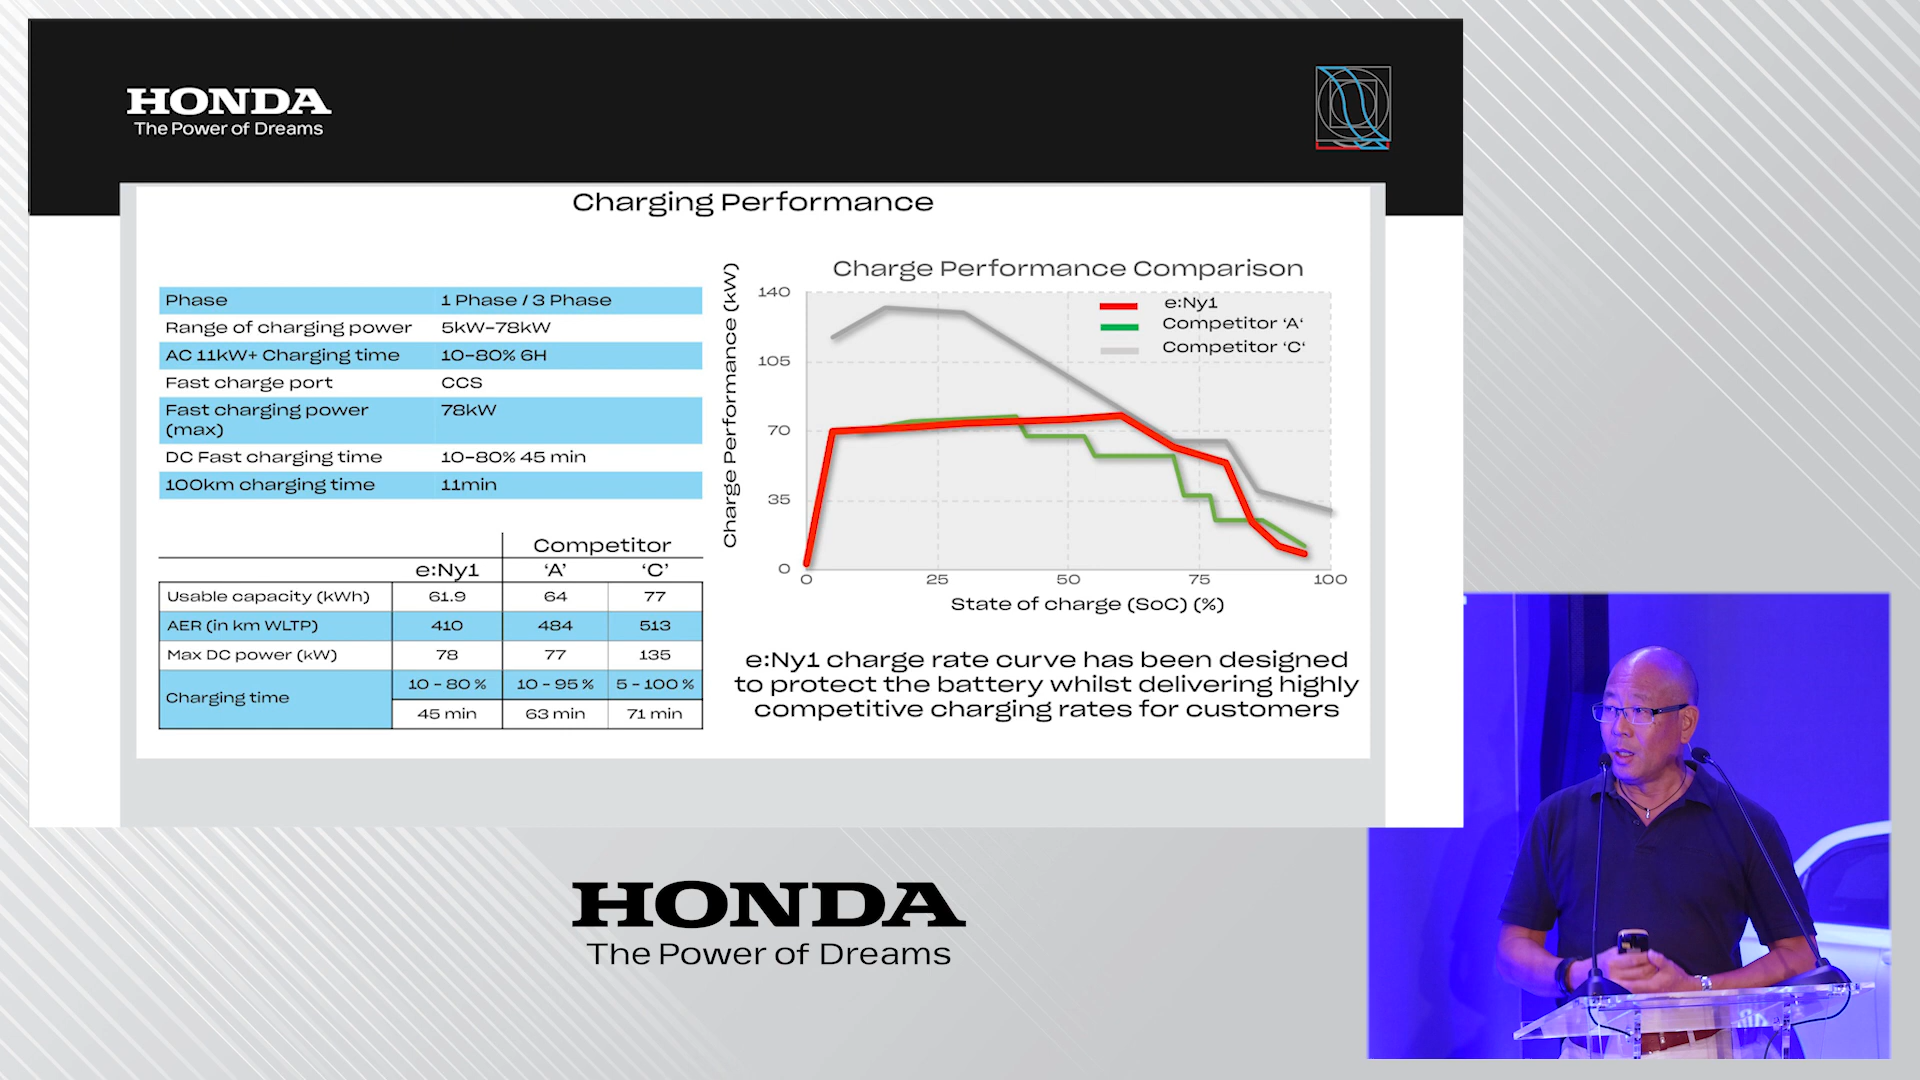 HONDA
The Power of Dreams
Charging Performance
Phase 1 Phase / 3 Phase
Range of charging power 5kW-78kW
AC 11kW+ Charging time 10-80% 6H
Fast charge port CCS
Fast charging power (max) 78kW
DC Fast charging time 10-80% 45 min
100km charging time 11min
Competitor
e:Ny1 ‘A’ ‘C’
Usable capacity (kWh) 61.9 64 77
AER (in km WLTP) 410 484 513
Max DC power (kW) 78 77 135
Charging time 10 - 80 % 10 - 95 % 5 - 100 %
45 min 63 min 71 min
Charge Performance Comparison
Charge Performance (kW)
140
105
70
35
0
e:Ny1
Competitor ‘A‘
Competitor ‘C‘
0 25 50 75 100
State of charge (SoC) (%)
e:Ny1 charge rate curve has been designed
to protect the battery whilst delivering highly
competitive charging rates for customers
HONDA
The Power of Dreams